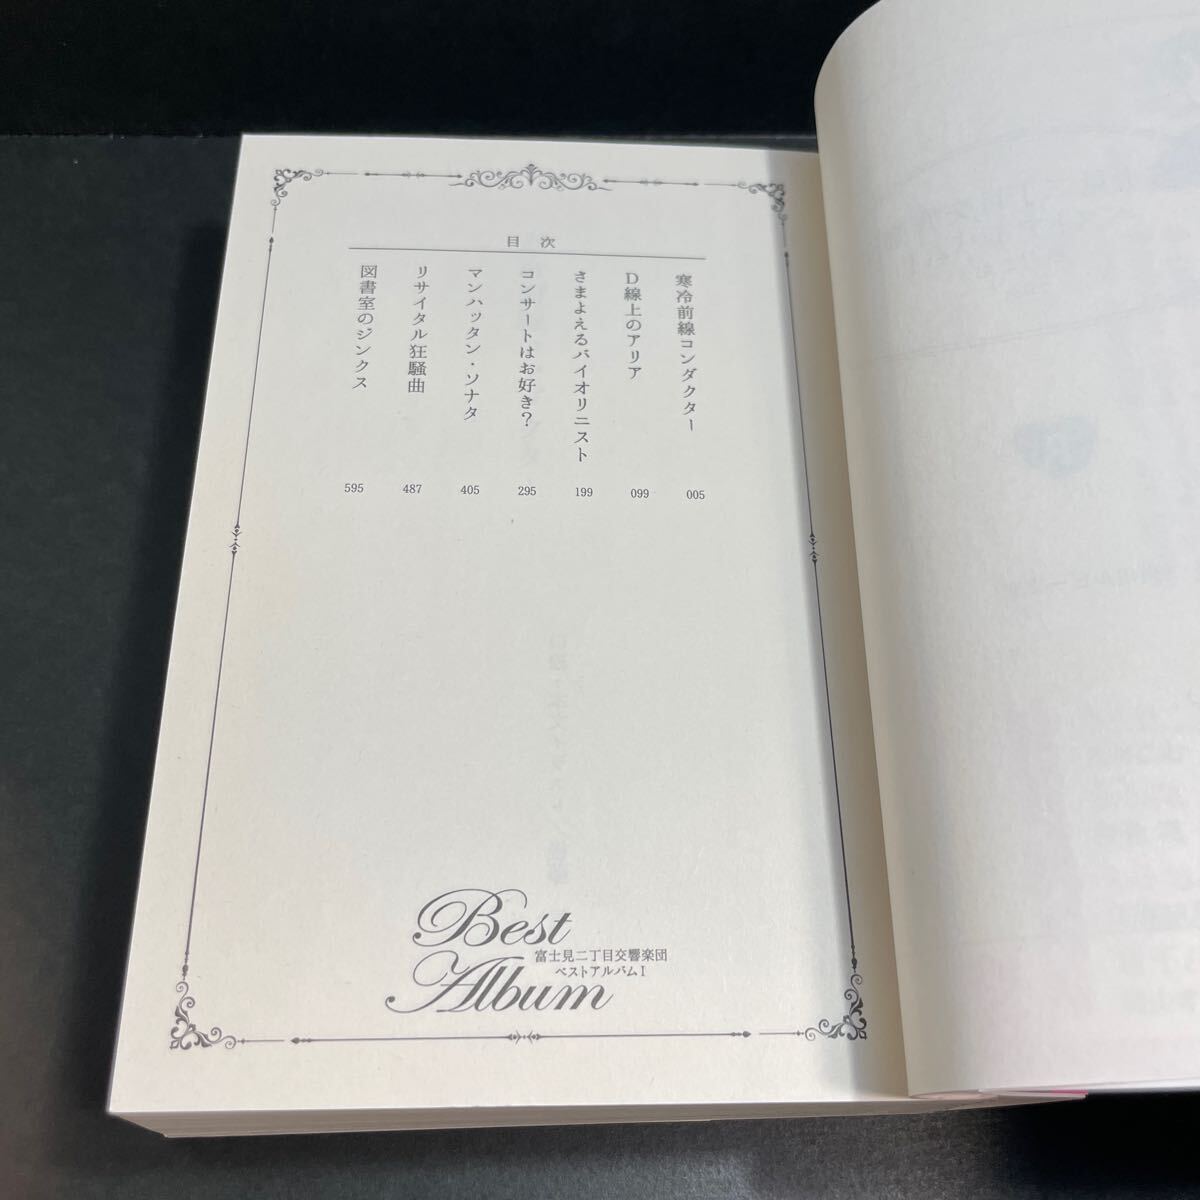 目次
寒冷前線コンダクター 005
D線上のアリア 099
さまよえるバイオリニスト 199
コンサートはお好き? 295
マンハッタン・ソナタ 405
リサイタル狂騒曲 487
図書室のジンクス 595
Best
富士見二丁目交響楽団
ベストアルバムI
Album